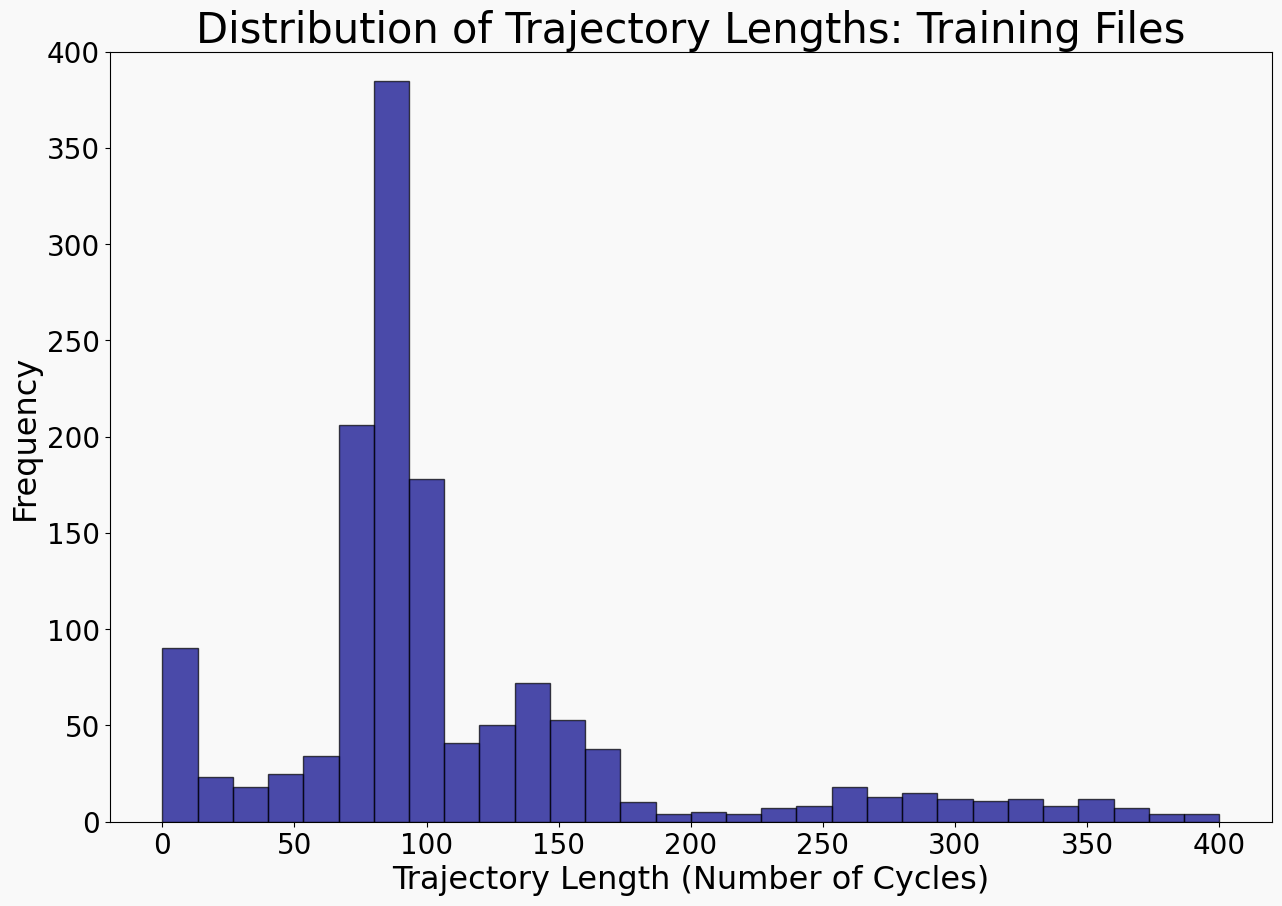 Distribution of Trajectory Lengths: Training Files
400
350
300
250
200
150
100
50
0
Frequency
0 50 100 150 200 250 300 350 400
Trajectory Length (Number of Cycles)